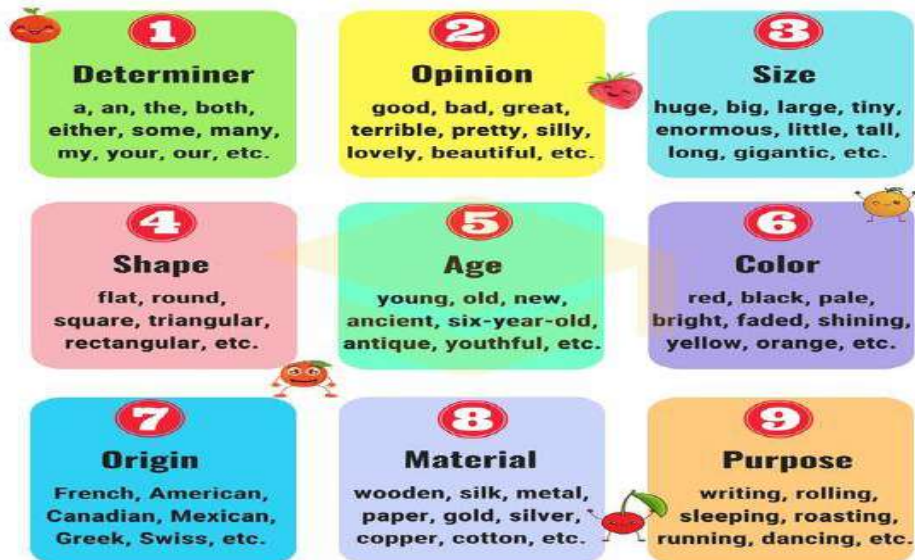 1
Determiner
a, an, the, both,
either, some, many,
my, your, our, etc.
2
Opinion
good, bad, great,
terrible, pretty, silly,
lovely, beautiful, etc.
3
Size
huge, big, large, tiny,
enormous, little, tall,
long, gigantic, etc.
4
Shape
flat, round,
square, triangular,
rectangular, etc.
5
Age
young, old, new,
ancient, six-year-old,
antique, youthful, etc.
6
Color
red, black, pale,
bright, faded, shining,
yellow, orange, etc.
7
Origin
French, American,
Canadian, Mexican,
Greek, Swiss, etc.
8
Material
wooden, silk, metal,
paper, gold, silver,
copper, cotton, etc.
9
Purpose
writing, rolling,
sleeping, roasting,
running, dancing, etc.